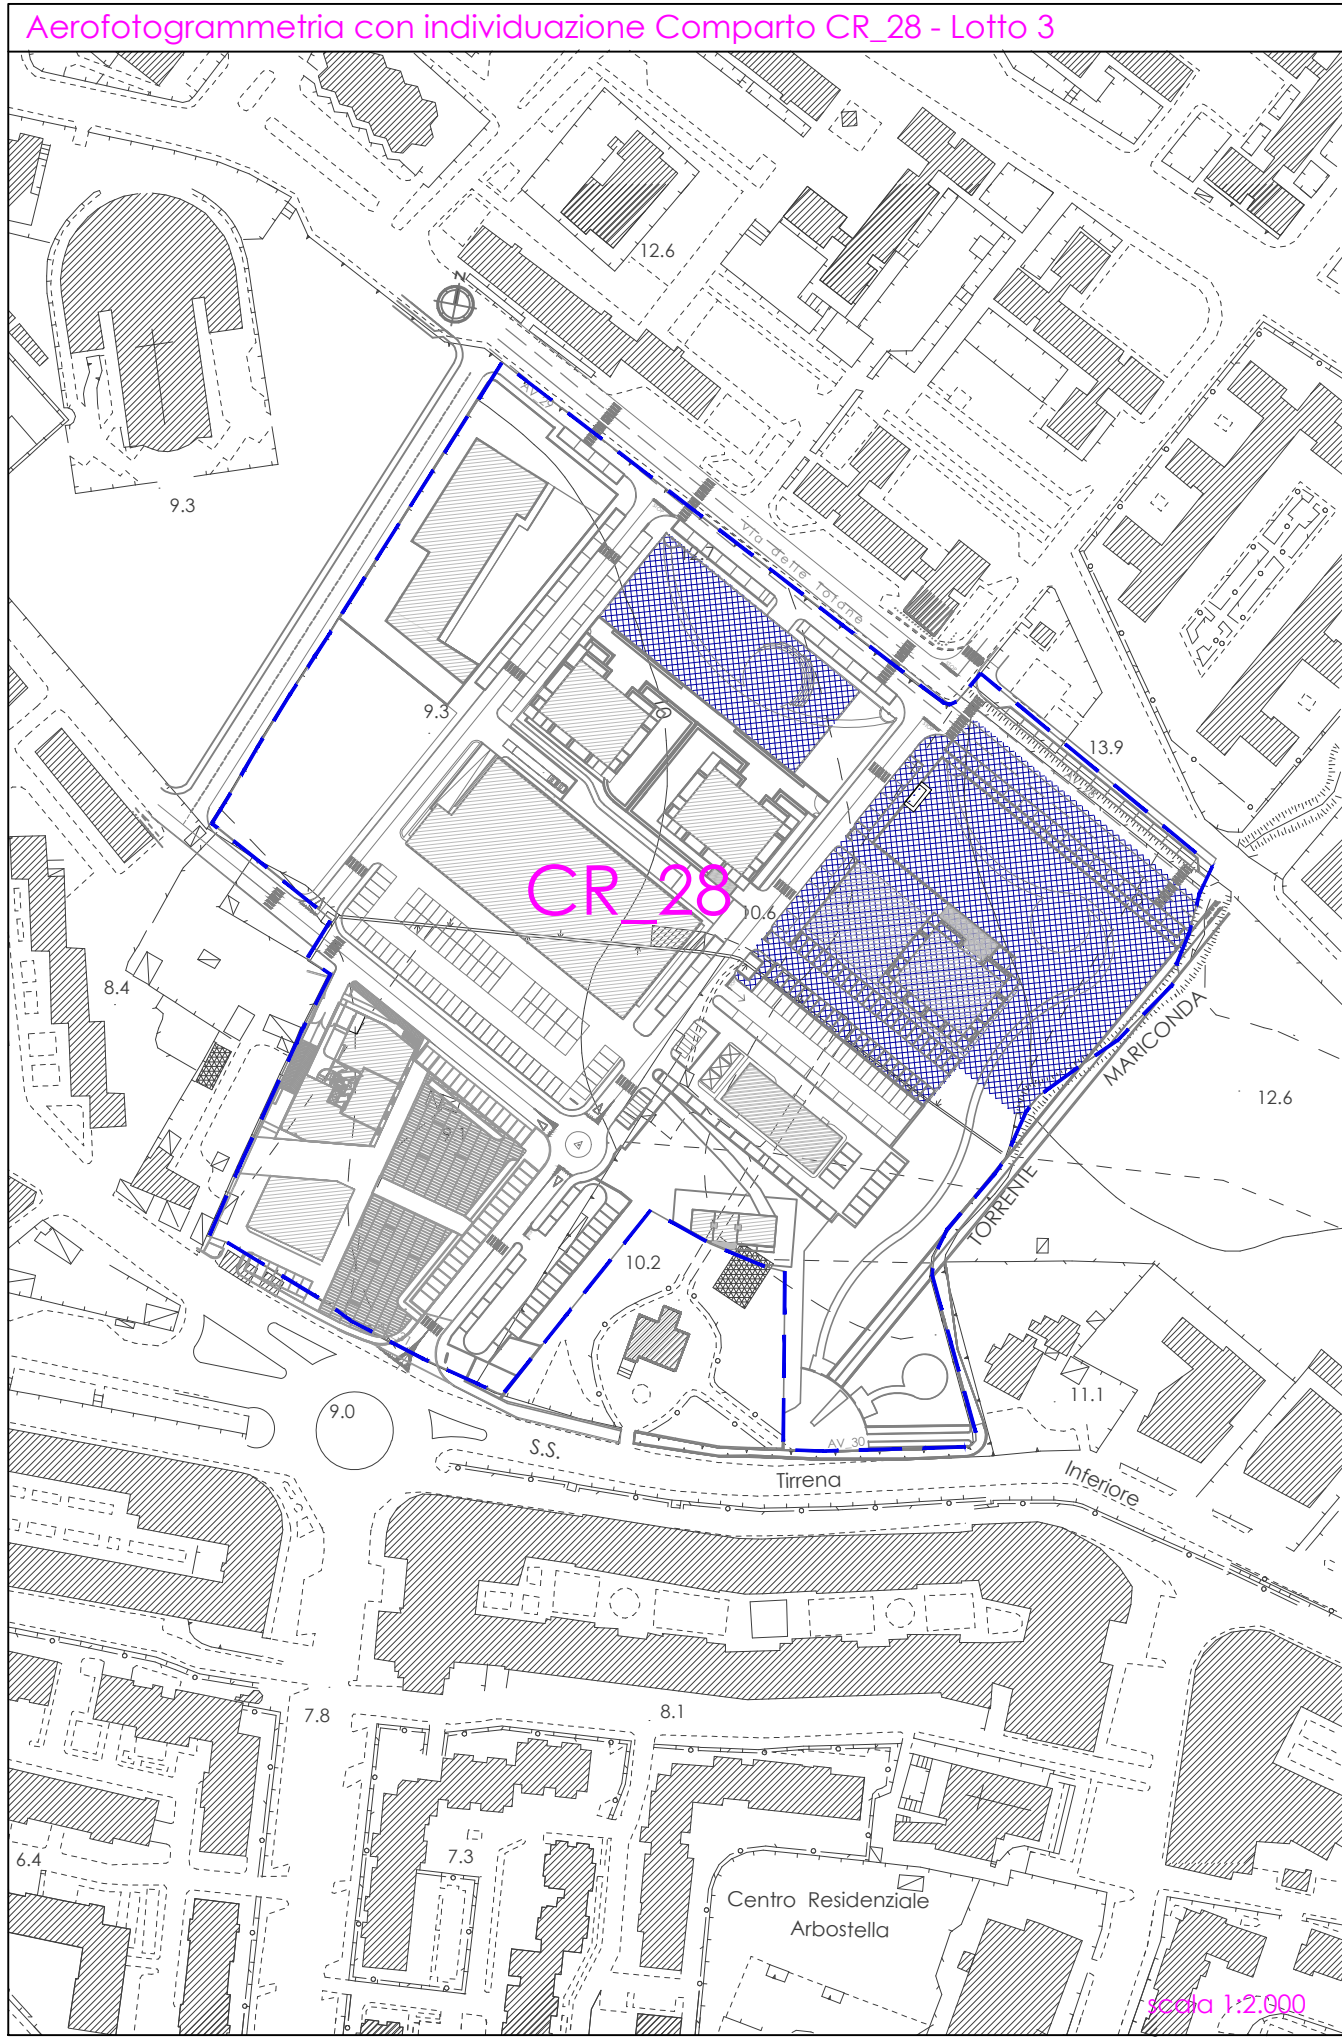 Aerofotogrammetria con individuazione Comparto CR_28 - Lotto 3
12.6
N
AV_29
9.3
via delle Tofane
9.3
13.9
CR_28
10.6
8.4
MARICONDA
12.6
TORRENTE
10.2
11.1
9.0
S.S.
AV_30
Tirrena
Inferiore
7.8
8.1
7.3
6.4
Centro Residenziale
Arbostella
scala 1:2.000